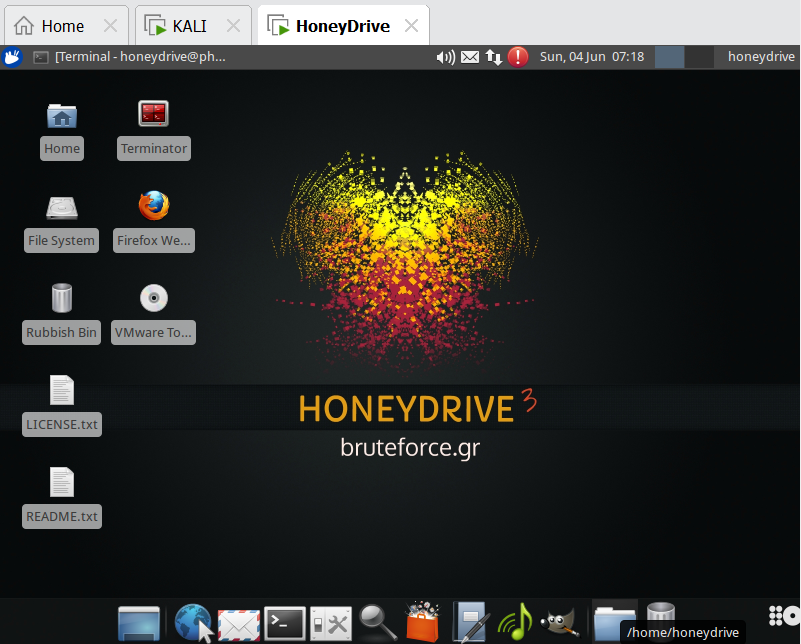 Home
KALI
HoneyDrive
[Terminal - honeydrive@ph...
Sun, 04 Jun 07:18
honeydrive
Home
Terminator
File System
Firefox We...
Rubbish Bin
VMware To...
LICENSE.txt
README.txt
HONEYDRIVE 3
bruteforce.gr
/home/honeydrive